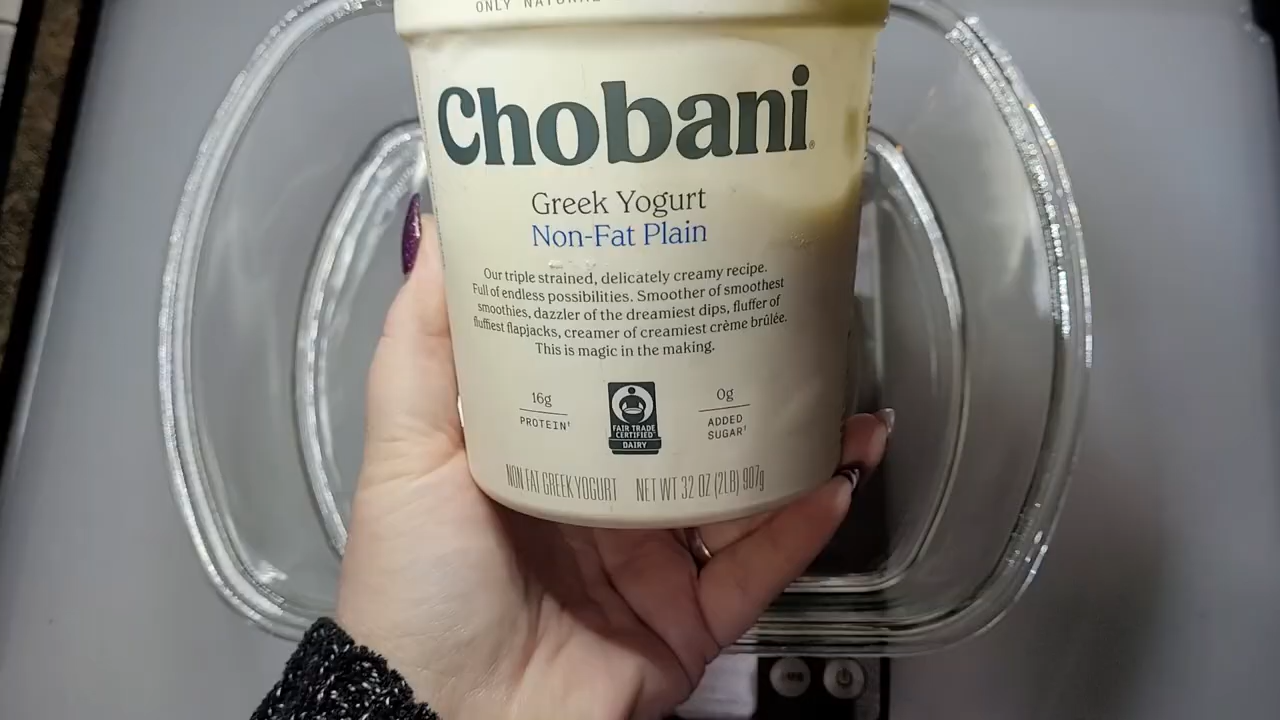 ONLY NATURAL
Chobani®
Greek Yogurt
Non-Fat Plain
Our triple strained, delicately creamy recipe.
Full of endless possibilities. Smoother of smoothest
smoothies, dazzler of the dreamiest dips, fluffer of
fluffiest flapjacks, creamer of creamiest crème brûlée.
This is magic in the making.
16g
PROTEIN†
FAIR TRADE
CERTIFIED
DAIRY
0g
ADDED
SUGAR†
NON FAT GREEK YOGURT NET WT 32 OZ (2LB) 907g